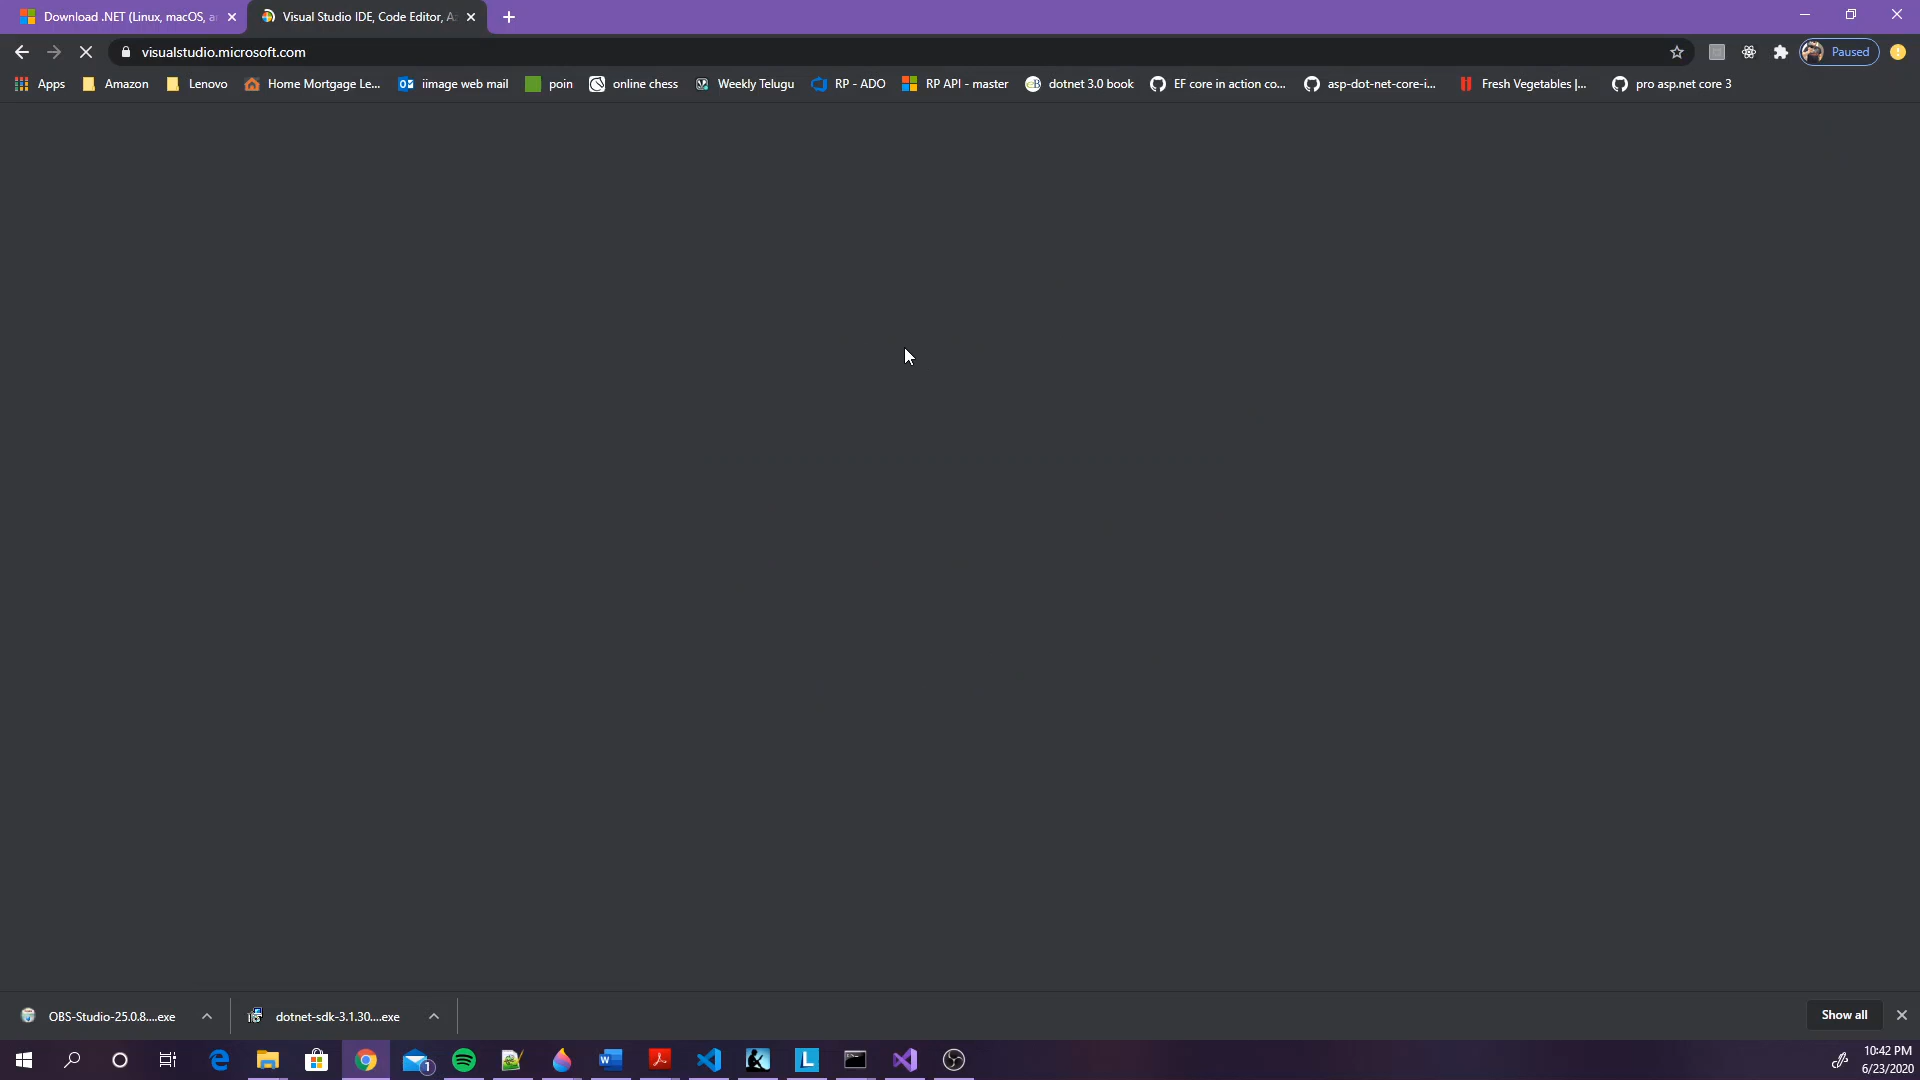 Download .NET (Linux, macOS, a
Visual Studio IDE, Code Editor, A
visualstudio.microsoft.com
Paused
Apps
Amazon
Lenovo
Home Mortgage Le...
iimage web mail
poin
online chess
Weekly Telugu
RP - ADO
RP API - master
dotnet 3.0 book
EF core in action co...
asp-dot-net-core-i...
Fresh Vegetables |...
pro asp.net core 3
OBS-Studio-25.0.8....exe
dotnet-sdk-3.1.30....exe
Show all
1
10:42 PM
6/23/2020